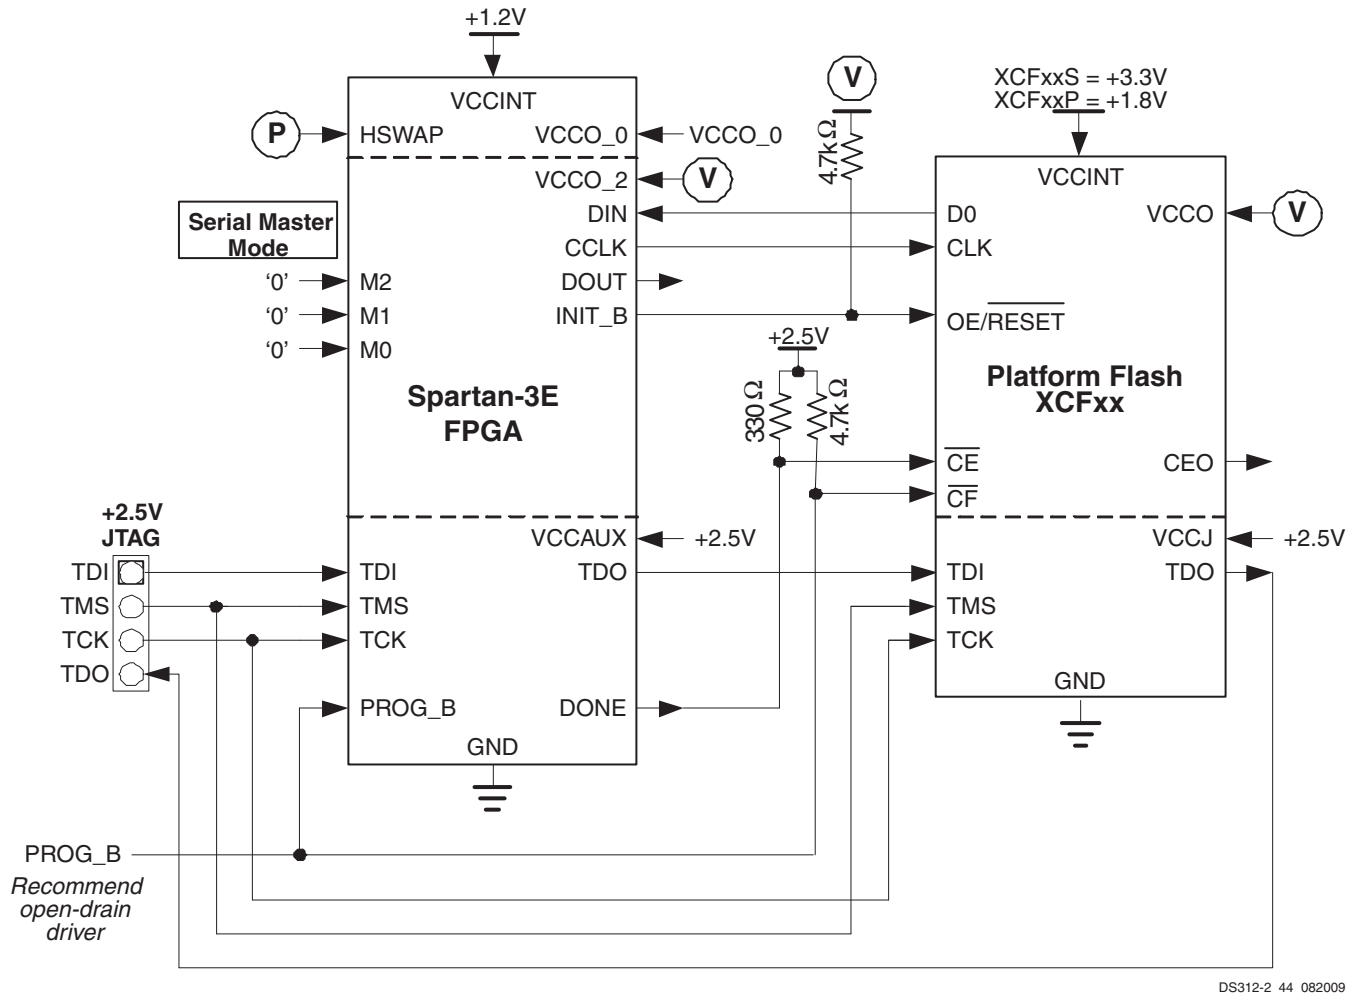 +1.2V
VCCINT
P
HSWAP
VCCO_0
VCCO_0
VCCO_2
V
Serial Master
Mode
DIN
CCLK
DOUT
INIT_B
'0'
M2
'0'
M1
'0'
M0
Spartan-3E
FPGA
V
4.7kΩ
+2.5V
330Ω
4.7kΩ
XCFxxS = +3.3V
XCFxxP = +1.8V
VCCINT
D0
VCCO
V
CLK
OE/RESET
Platform Flash
XCFxx
CE
CEO
CF
+2.5V
JTAG
TDI
TMS
TCK
TDO
VCCAUX
+2.5V
TDI
TDO
TMS
TCK
PROG_B
DONE
GND
VCCJ
+2.5V
TDI
TDO
TMS
TCK
GND
PROG_B
Recommend
open-drain
driver
DS312-2_44_082009